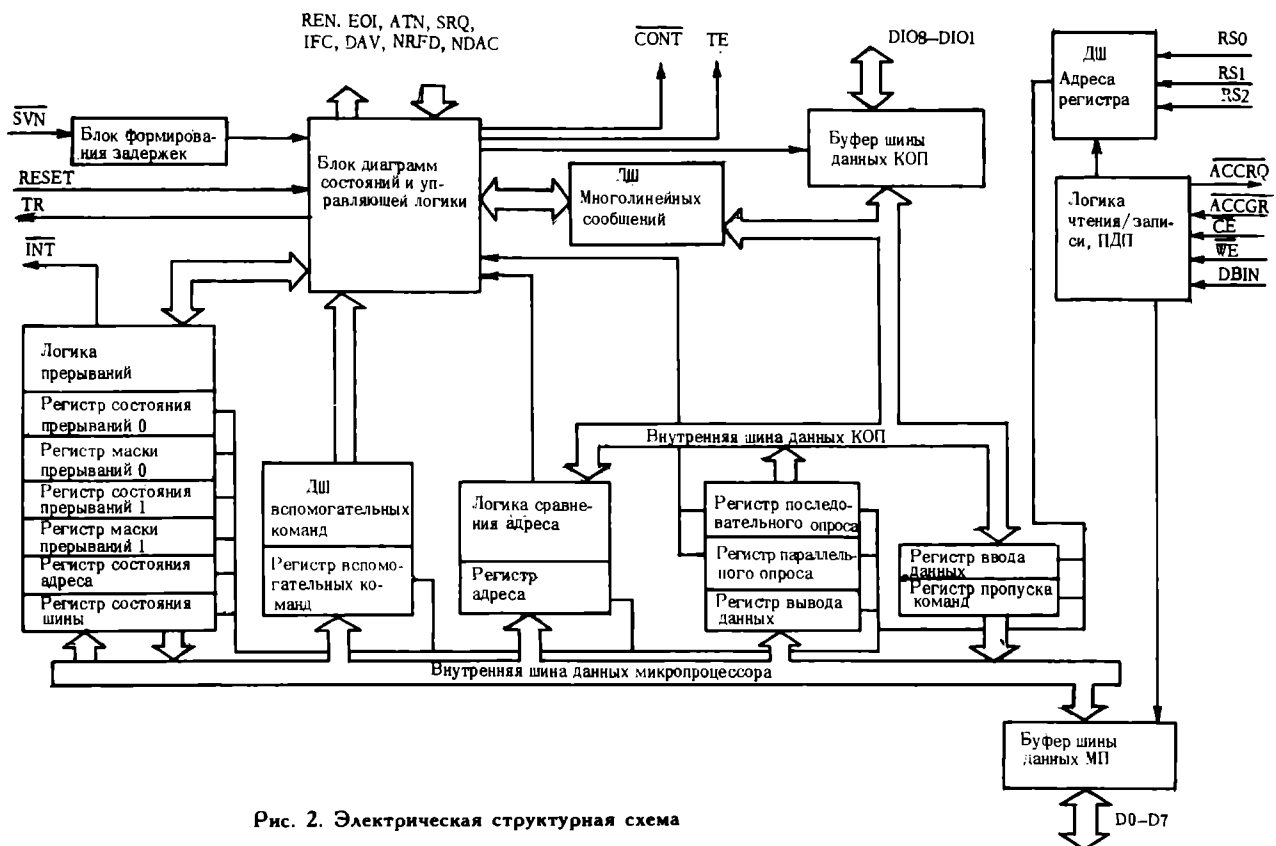 REN. EOI, ATN, SRQ,
IFC, DAV, NRFD, NDAC
CONT
TE
DIO8–DIO1
ДШ
Адреса
регистра
RS0
RS1
RS2
SVN
Блок формирова-
ния задержек
Блок диаграмм
состояний и уп-
равляющей логики
Буфер шины
данных КОП
RESET
TR
INT
ДШ
Многолинейных
сообщений
Логика
чтения/запи-
си, ПДП
ACCRQ
ACCGR
CE
WE
DBIN
Логика
прерываний
Регистр состояния
прерываний 0
Регистр маски
прерываний 0
Регистр состояния
прерываний 1
Регистр маски
прерываний 1
Регистр состояния
адреса
Регистр состояния
шины
ДШ
вспомогательных
команд
Регистр вспомо-
гательных ко-
манд
Логика сравне-
ния адреса
Регистр
адреса
Внутренняя шина данных КОП
Регистр последо-
вательного опроса
Регистр параллель-
ного опроса
Регистр вывода
данных
Регистр ввода
данных
Регистр пропуска
команд
Внутренняя шина данных микропроцессора
Буфер шины
данных МП
D0–D7
Рис. 2. Электрическая структурная схема